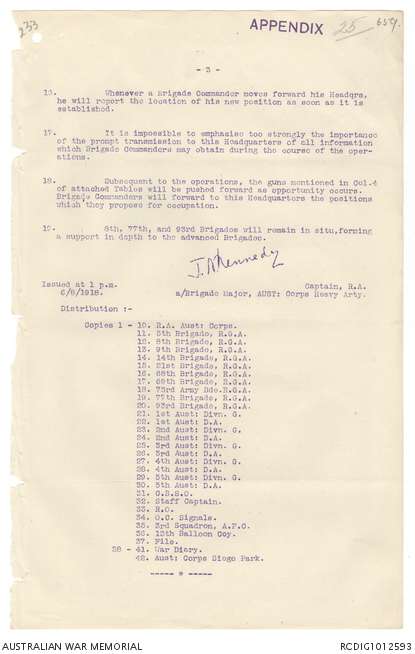 233
APPENDIX 25 659.
- 3 -
16. Whenever a Brigade Commander moves forward his Headqrs,
he will report the location of his new position as soon as it is
established.
17. It is impossible to emphasise too strongly the importance
of the prompt transmission to this Headquarters of all information
which Brigade Commanders may obtain during the course of the oper-
ations.
18. Subsequent to the operations, the guns mentioned in Col.4
of attached Tables will be pushed forward as opportunity occurs.
Brigade Commanders will forward to this Headquarters the positions
which they propose for occupation.
19. 8th, 77th, and 93rd Brigades will remain in situ, forming
a support in depth to the advanced Brigades.
J.A Kennedy
Issued at 1 p.m. Captain, R.A.
6/8/1918. a/Brigade Major, AUST: Corps Heavy Arty.
Distribution :-
Copies 1 - 10. R.A. Aust: Corps.
11. 5th Brigade, R.G.A.
12. 8th Brigade, R.G.A.
13. 9th Brigade, R.G.A.
14. 14th Brigade, R.G.A.
15. 21st Brigade, R.G.A.
16. 68th Brigade, R.G.A.
17. 69th Brigade, R.G.A.
18. 73rd Army Bde.R.G.A.
19. 77th Brigade, R.G.A.
20. 93rd Brigade, R.G.A.
21. 1st Aust: Divn. G.
22. 1st Aust: D.A.
23. 2nd Aust: Divn. G.
24. 2nd Aust: D.A.
25. 3rd Aust: Divn. G.
26. 3rd Aust: D.A.
27. 4th Aust: Divn. G.
28. 4th Aust: D.A.
29. 5th Aust: Divn. G.
30. 5th Aust: D.A.
31. C.B.S.O.
32. Staff Captain.
33. R.O.
34. O.C. Signals.
35. 3rd Squadron, A.F.C.
36. 13th Balloon Coy.
37. File.
38 - 41. War Diary.
42. Aust: Corps Siege Park.
----- * -----
AUSTRALIAN WAR MEMORIAL RCDIG1012593